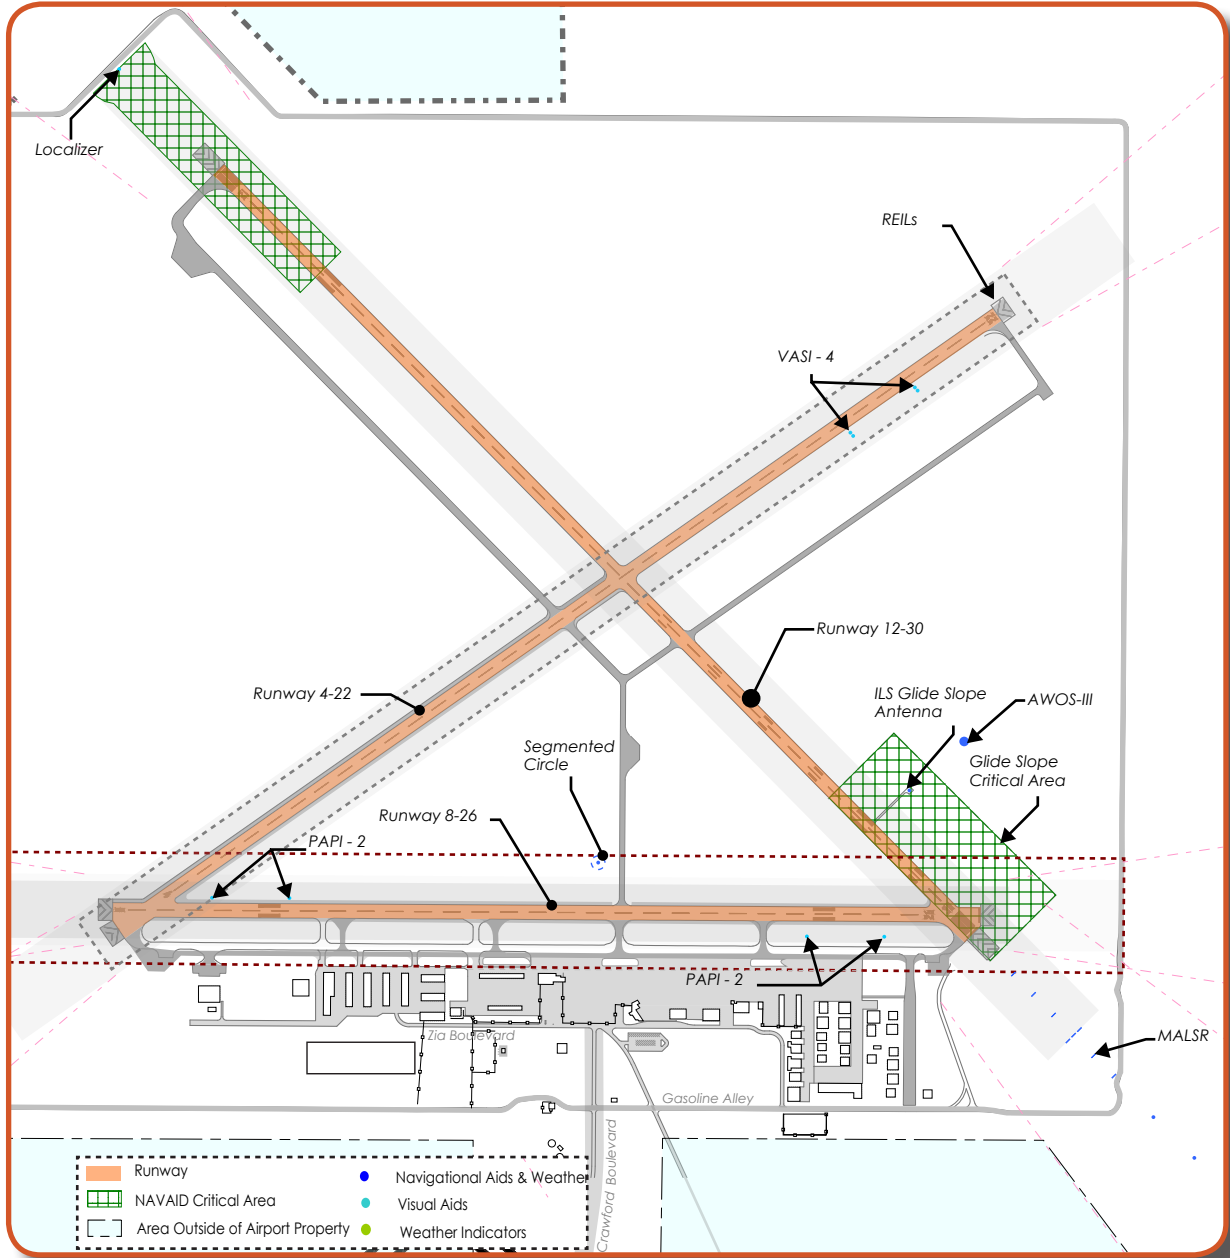 Localizer
REILs
VASI - 4
Runway 12-30
Runway 4-22
ILS Glide Slope
Antenna
AWOS-III
Segmented
Circle
Glide Slope
Critical Area
Runway 8-26
PAPI - 2
PAPI - 2
Zia Boulevard
MALSR
Gasoline Alley
Crawford Boulevard
Runway
NAVAID Critical Area
Area Outside of Airport Property
Navigational Aids & Weather
Visual Aids
Weather Indicators